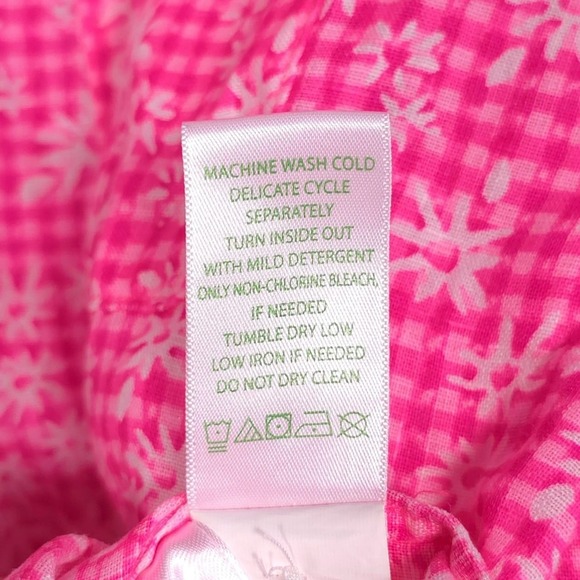 MACHINE WASH COLD
DELICATE CYCLE
SEPARATELY
TURN INSIDE OUT
WITH MILD DETERGENT
ONLY NON-CHLORINE BLEACH,
IF NEEDED
TUMBLE DRY LOW
LOW IRON IF NEEDED
DO NOT DRY CLEAN